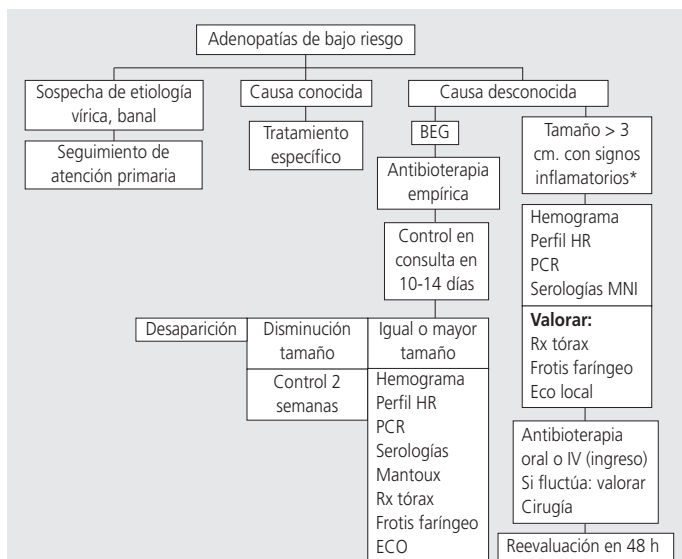 Adenopatías de bajo riesgo
Sospecha de etiología
vírica, banal
Seguimiento de
atención primaria
Causa conocida
Tratamiento
específico
Causa desconocida
BEG
Antibioterapia
empírica
Control en
consulta en
10-14 días
Desaparición
Disminución
tamaño
Control 2
semanas
Igual o mayor
tamaño
Hemograma
Perfil HR
PCR
Serologías
Mantoux
Rx tórax
Frotis faríngeo
ECO
Tamaño > 3
cm. con signos
inflamatorios*
Hemograma
Perfil HR
PCR
Serologías MNI
Valorar:
Rx tórax
Frotis faríngeo
Eco local
Antibioterapia
oral o IV (ingreso)
Si fluctúa: valorar
Cirugía
Reevaluación en 48 h